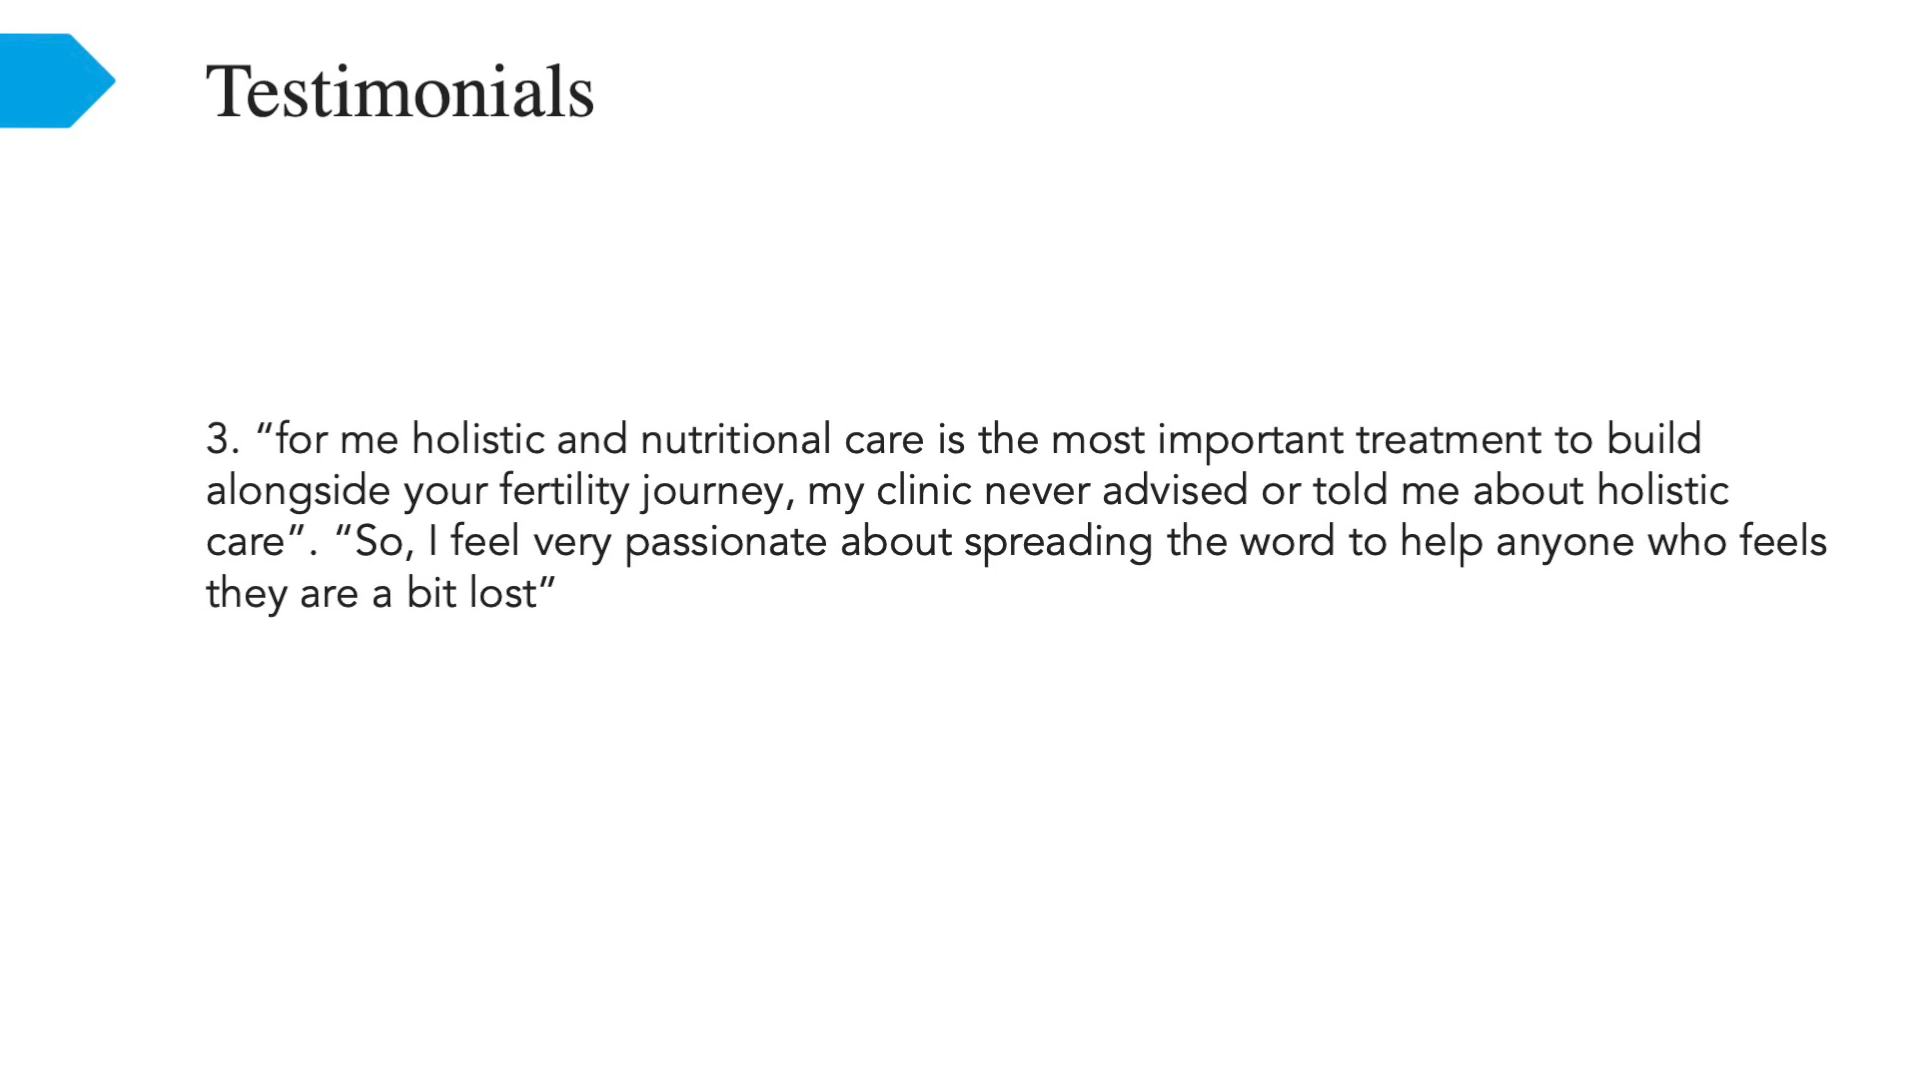 Testimonials
3. “for me holistic and nutritional care is the most important treatment to build
alongside your fertility journey, my clinic never advised or told me about holistic
care”. “So, I feel very passionate about spreading the word to help anyone who feels
they are a bit lost”